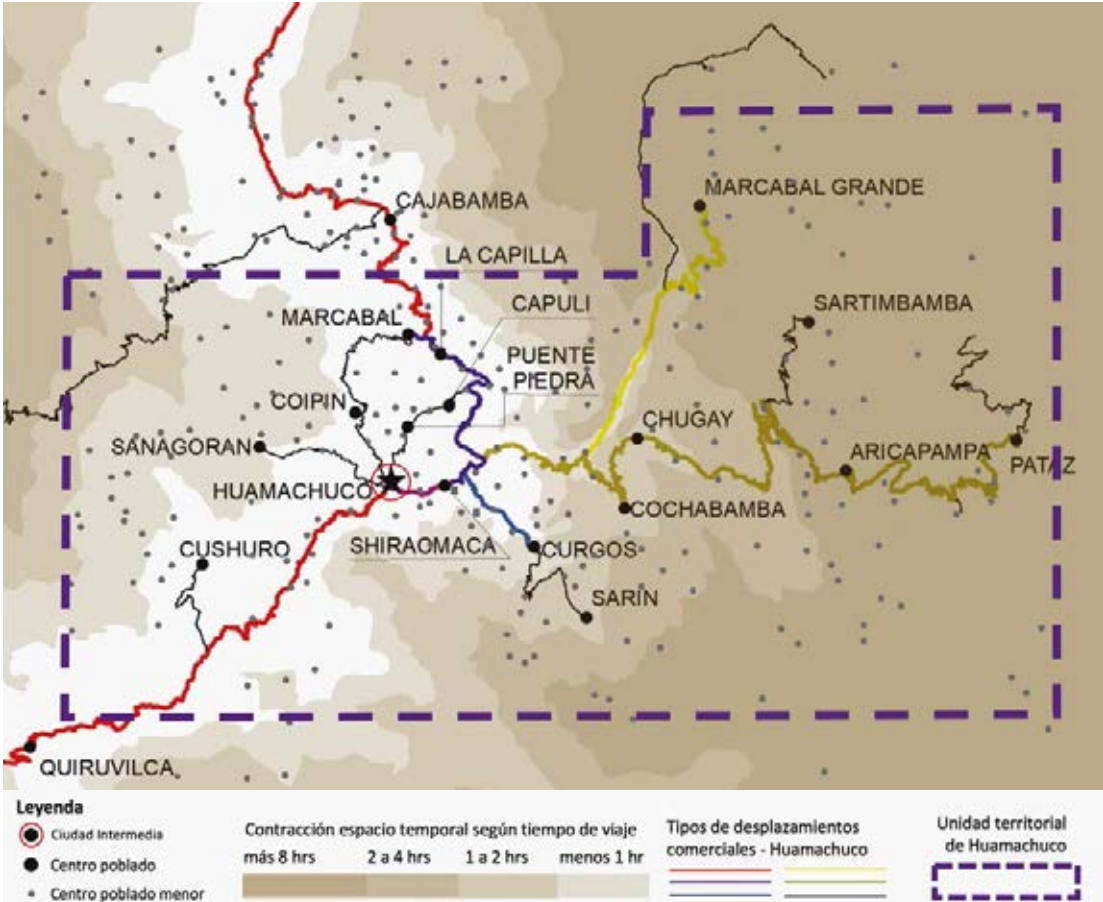 CAJABAMBA
MARCABAL GRANDE
LA CAPILLA
CAPULI
SARTIMBAMBA
MARCABAL
PUENTE
PIEDRA
COIPIN
CHUGAY
SANAGORAN
ARICAPAMPA
PATAZ
HUAMACHUCO
COCHABAMBA
SHIRAOMACA
CURGOS
CUSHURO
SARIN
QUIRUVILCA
Leyenda
Ciudad Intermedia
Centro poblado
Centro poblado menor
Contracción espacio temporal según tiempo de viaje
más 8 hrs 2 a 4 hrs 1 a 2 hrs menos 1 hr
Tipos de desplazamientos
comerciales - Huamachuco
Unidad territorial
de Huamachuco